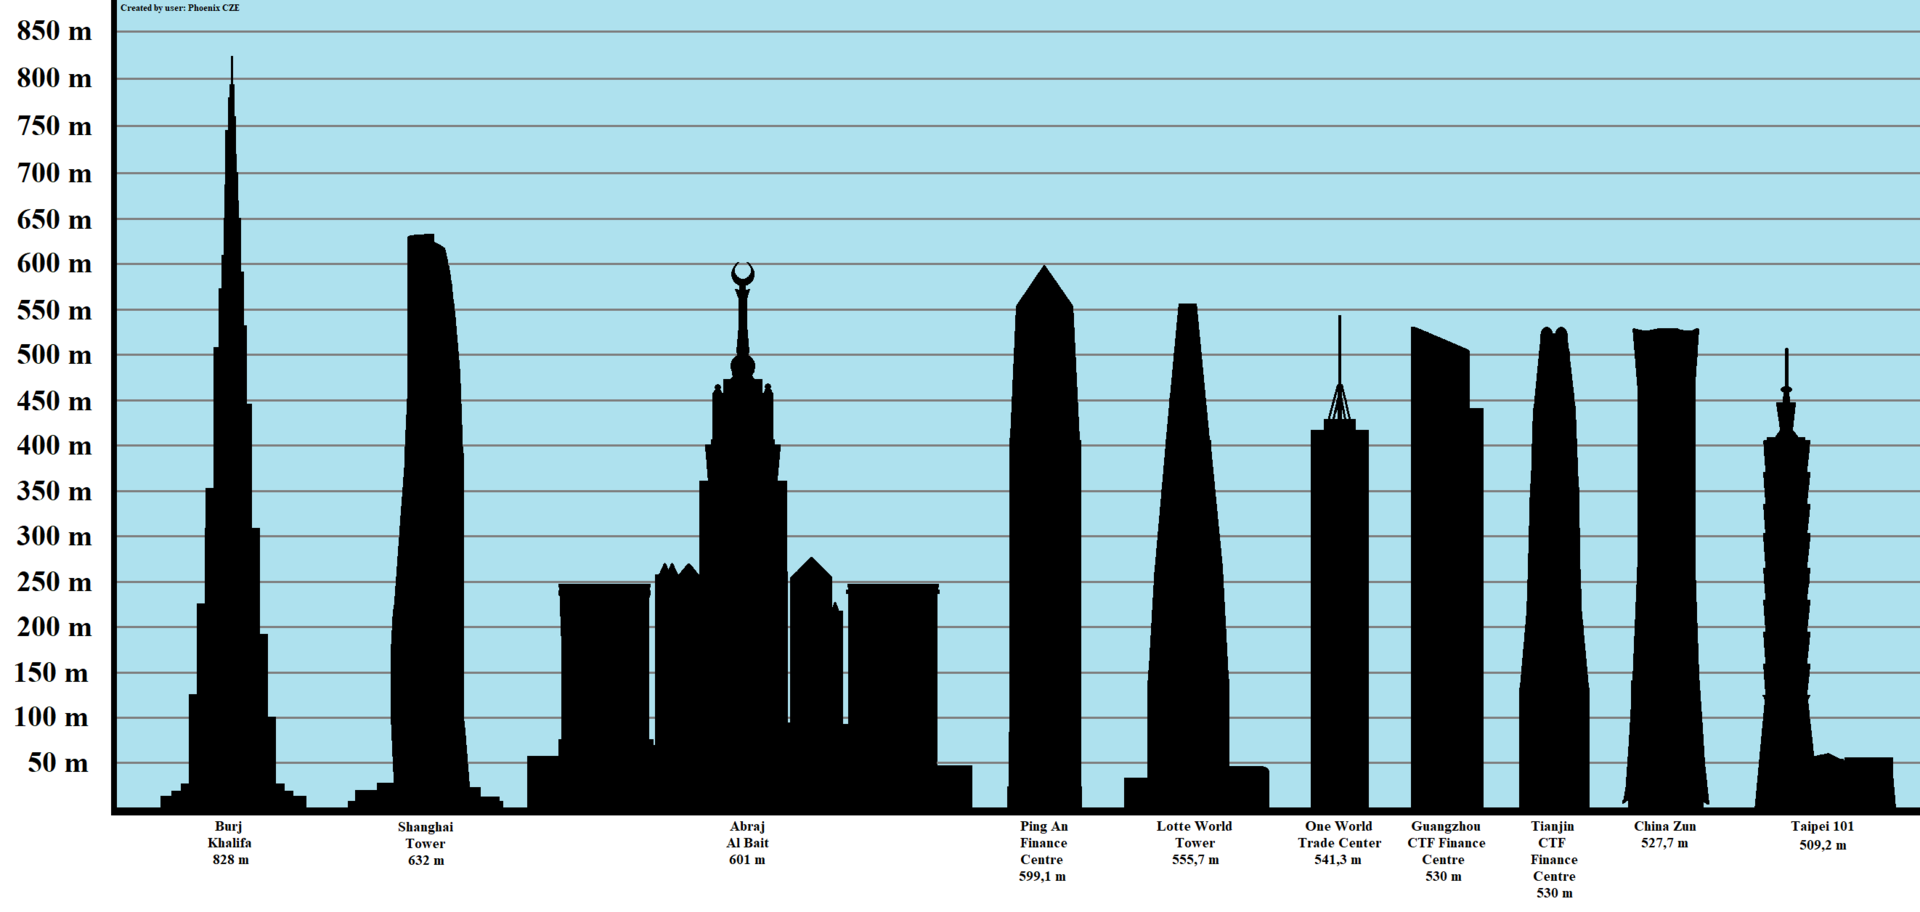 Created by user: Phoenix CZE
850 m
800 m
750 m
700 m
650 m
600 m
550 m
500 m
450 m
400 m
350 m
300 m
250 m
200 m
150 m
100 m
50 m
Burj
Khalifa
828 m
Shanghai
Tower
632 m
Abraj
Al Bait
601 m
Ping An
Finance
Centre
599,1 m
Lotte World
Tower
555,7 m
One World
Trade Center
541,3 m
Guangzhou
CTF Finance
Centre
530 m
Tianjin
CTF
Finance
Centre
530 m
China Zun
527,7 m
Taipei 101
509,2 m